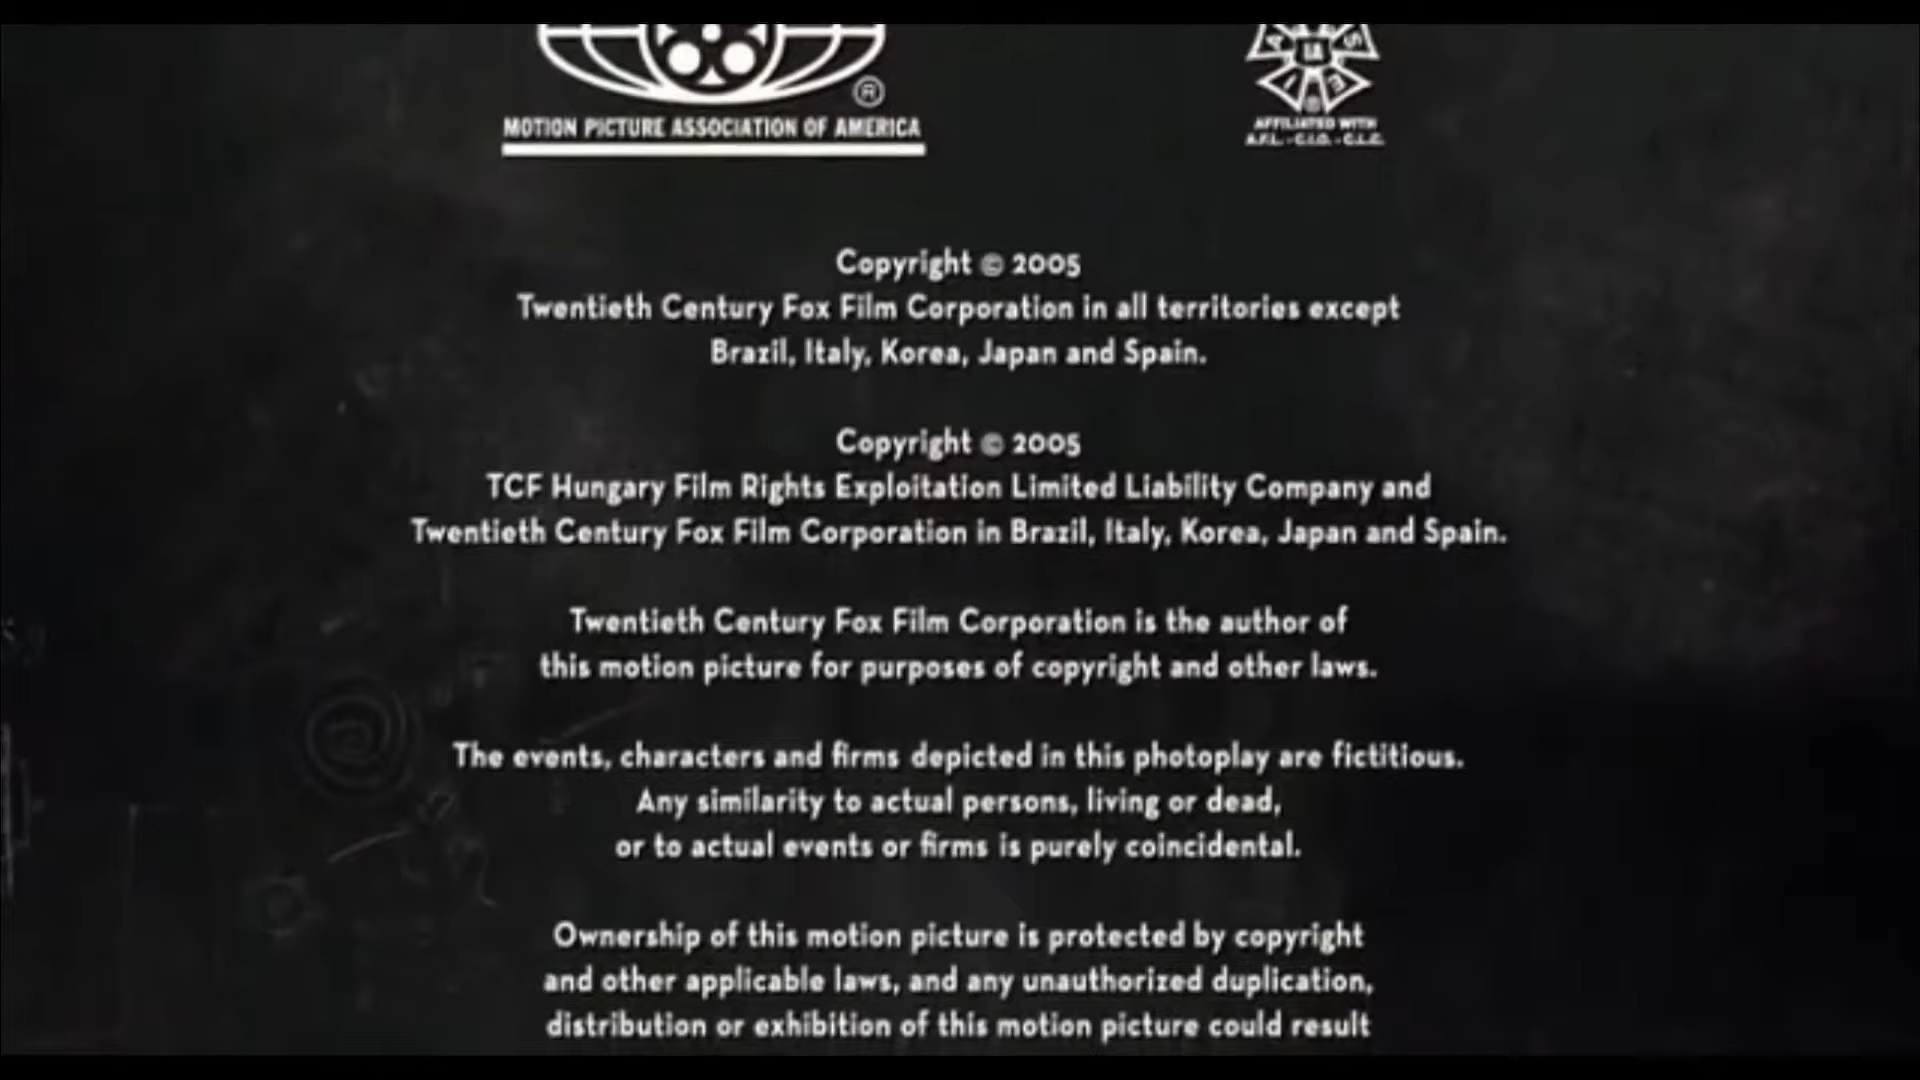 ®
MOTION PICTURE ASSOCIATION OF AMERICA
A S IA I E ®
AFFILIATED WITH
A.F.L.-C.I.O.-C.L.C.
Copyright © 2005
Twentieth Century Fox Film Corporation in all territories except
Brazil, Italy, Korea, Japan and Spain.
Copyright © 2005
TCF Hungary Film Rights Exploitation Limited Liability Company and
Twentieth Century Fox Film Corporation in Brazil, Italy, Korea, Japan and Spain.
Twentieth Century Fox Film Corporation is the author of
this motion picture for purposes of copyright and other laws.
The events, characters and firms depicted in this photoplay are fictitious.
Any similarity to actual persons, living or dead,
or to actual events or firms is purely coincidental.
Ownership of this motion picture is protected by copyright
and other applicable laws, and any unauthorized duplication,
distribution or exhibition of this motion picture could result